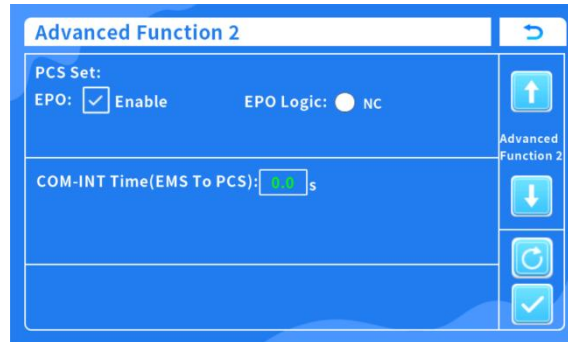 Advanced Function 2
PCS Set:
EPO: Enable EPO Logic: NC
COM-INT Time(EMS To PCS): 0.0 s
Advanced
Function 2